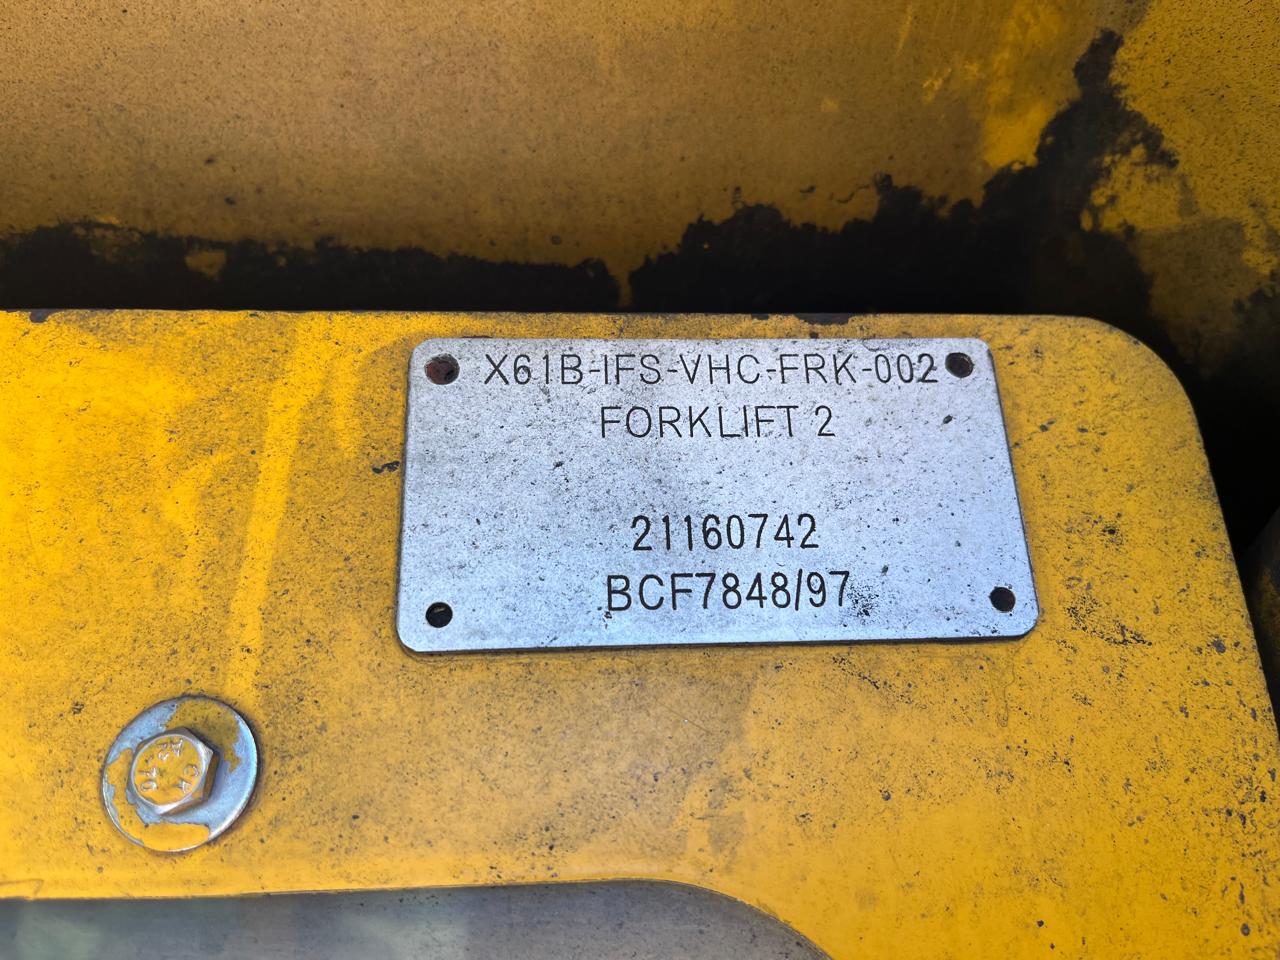 X61B-IFS-VHC-FRK-002
FORKLIFT 2
21160742
BCF7848/97